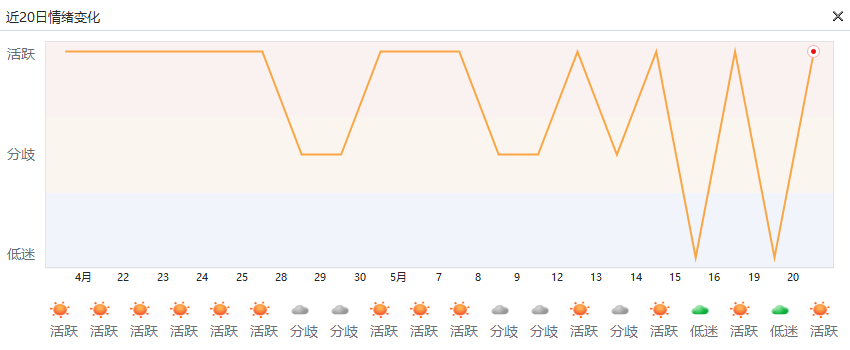 近20日情绪变化
活跃
分歧
低迷
4月 22 23 24 25 28 29 30 5月 7 8 9 12 13 14 15 16 19 20
活跃 活跃 活跃 活跃 活跃 活跃 分歧 分歧 活跃 活跃 活跃 分歧 分歧 活跃 分歧 活跃 低迷 活跃 低迷 活跃